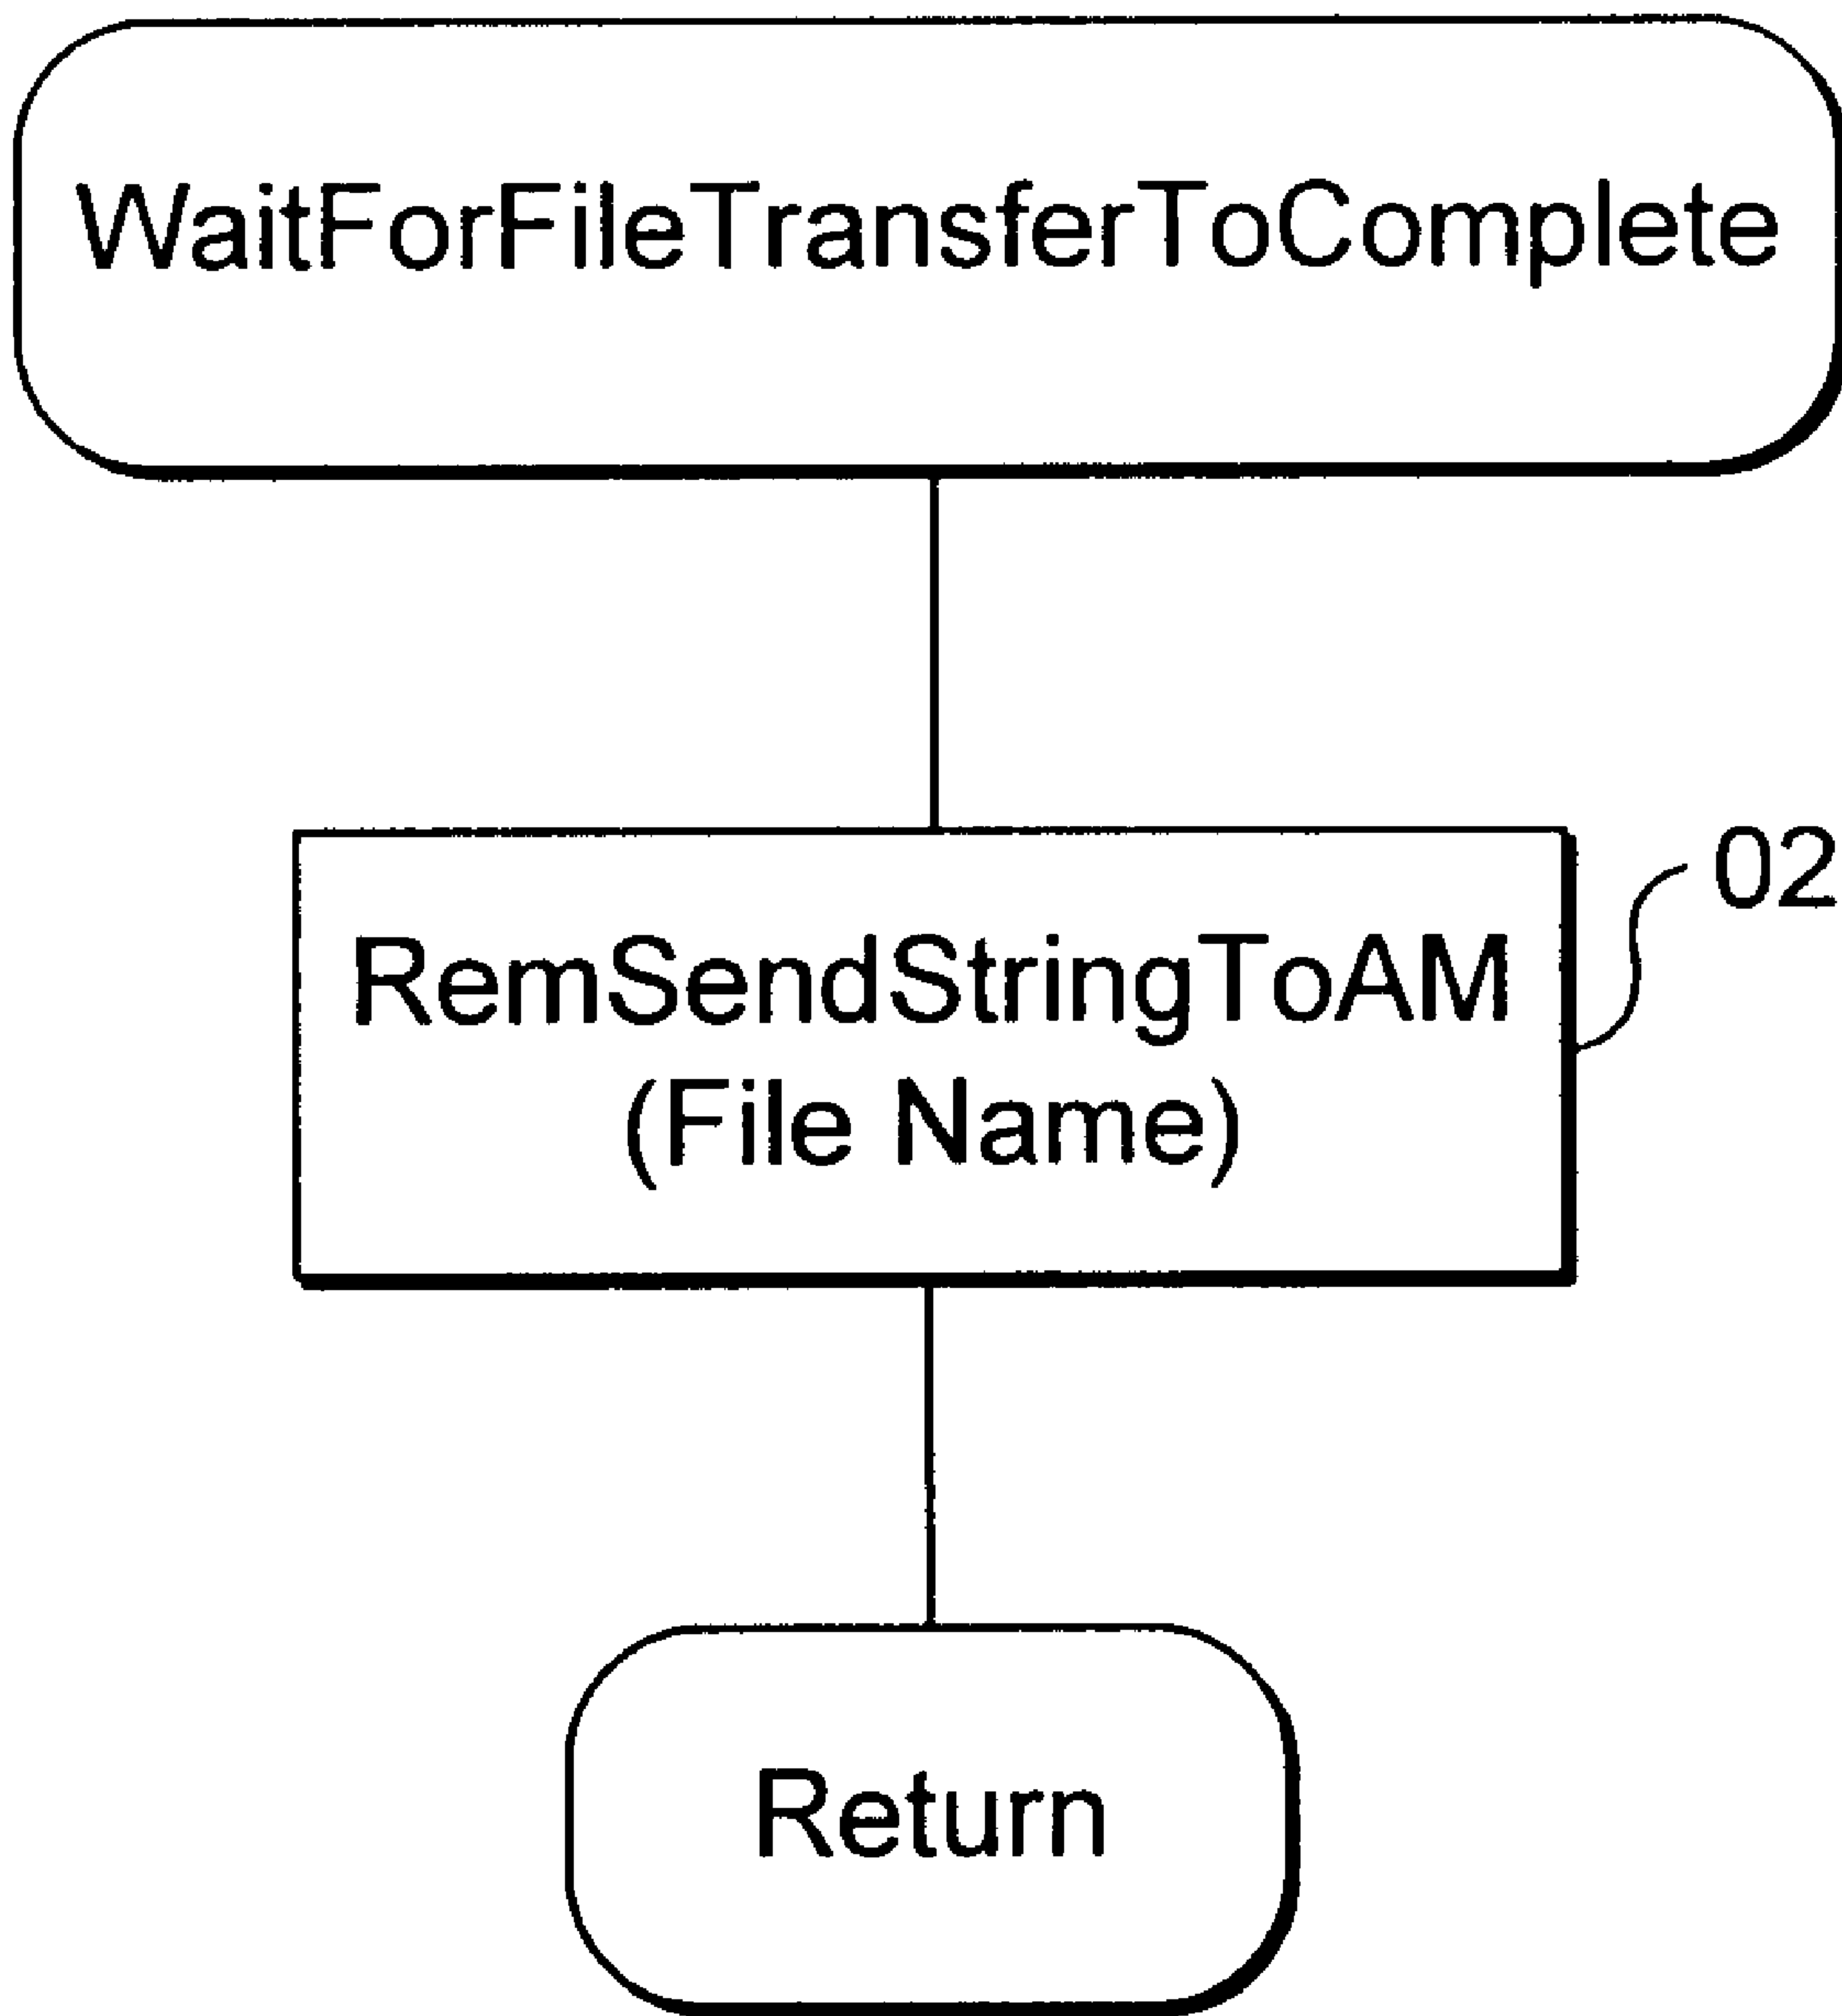 WaitForFileTransferToComplete
02
RemSendStringToAM
(File Name)
Return